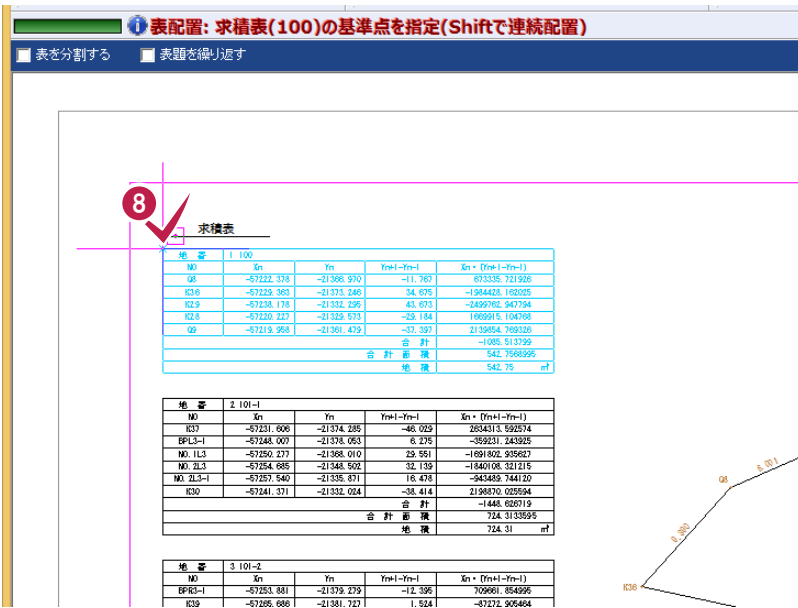 表配置: 求積表(100)の基準点を指定(Shiftで連続配置)
表を分割する 表題を繰り返す
8
求積表
地 番 1 100
NO Xn Yn Yn+1-Yn-1 Xn・(Yn+1-Yn-1)
Q8 -57222.378 -21366.970 -11.767 673335.721926
K36 -57229.363 -21373.246 34.675 -1984428.162025
K29 -57238.178 -21332.295 43.673 -2499762.947794
K28 -57220.227 -21329.573 -29.184 1669915.104768
Q9 -57219.958 -21361.479 -37.397 2139854.769326
合 計 -1085.513799
合 計 面 積 542.7568995
地 積 542.75 ㎡
地 番 2 101-1
NO Xn Yn Yn+1-Yn-1 Xn・(Yn+1-Yn-1)
K37 -57231.606 -21374.285 -46.029 2634313.592574
BPL3-1 -57248.007 -21378.053 6.275 -359231.243925
NO.1L3 -57250.277 -21368.010 29.551 -1691802.935627
NO.2L3 -57254.685 -21348.502 32.139 -1840108.321215
NO.2L3-1 -57257.540 -21335.871 16.478 -943489.744120
K30 -57241.371 -21332.024 -38.414 2198870.025594
合 計 -1448.626719
合 計 面 積 724.3133595
地 積 724.31 ㎡
地 番 3 101-2
NO Xn Yn Yn+1-Yn-1 Xn・(Yn+1-Yn-1)
BPR3-1 -57253.881 -21379.279 -12.395 709661.854995
K39 -57265.686 -21381.727 1.524 -87272.905464
Q8
6.001
K36